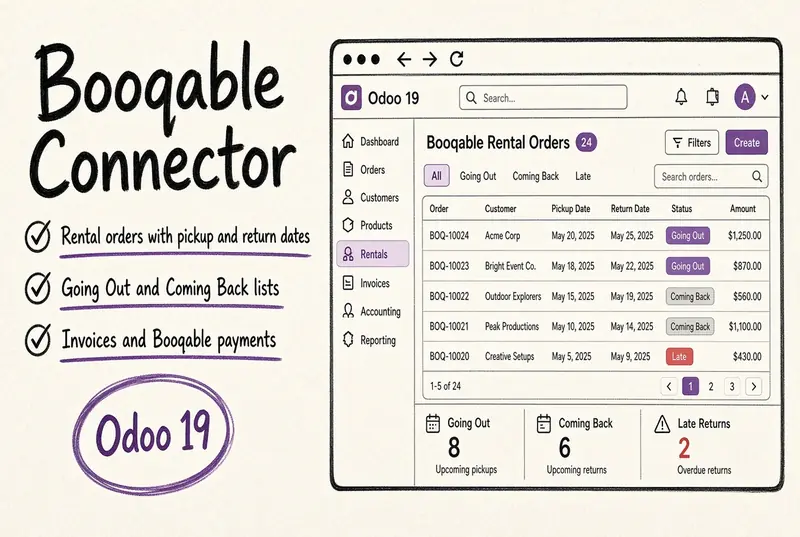 Booqable
Connector
Rental orders with pickup and return dates
Going Out and Coming Back lists
Invoices and Booqable payments
Odoo 19
Odoo 19
Search...
A
Dashboard
Orders
Customers
Products
Rentals
Invoices
Accounting
Reporting
Booqable Rental Orders 24
Filters
Create
All Going Out Coming Back Late
Search orders...
Order Customer Pickup Date Return Date Status Amount
BOQ-10024 Acme Corp May 20, 2025 May 25, 2025 Going Out $1,250.00
BOQ-10023 Bright Event Co. May 18, 2025 May 22, 2025 Going Out $870.00
BOQ-10022 Outdoor Explorers May 15, 2025 May 19, 2025 Coming Back $560.00
BOQ-10021 Peak Productions May 10, 2025 May 14, 2025 Coming Back $1,100.00
BOQ-10020 Creative Setups May 5, 2025 May 9, 2025 Late $430.00
1-5 of 24
1 2 3
Going Out
8
Upcoming pickups
Coming Back
6
Upcoming returns
Late Returns
2
Overdue returns